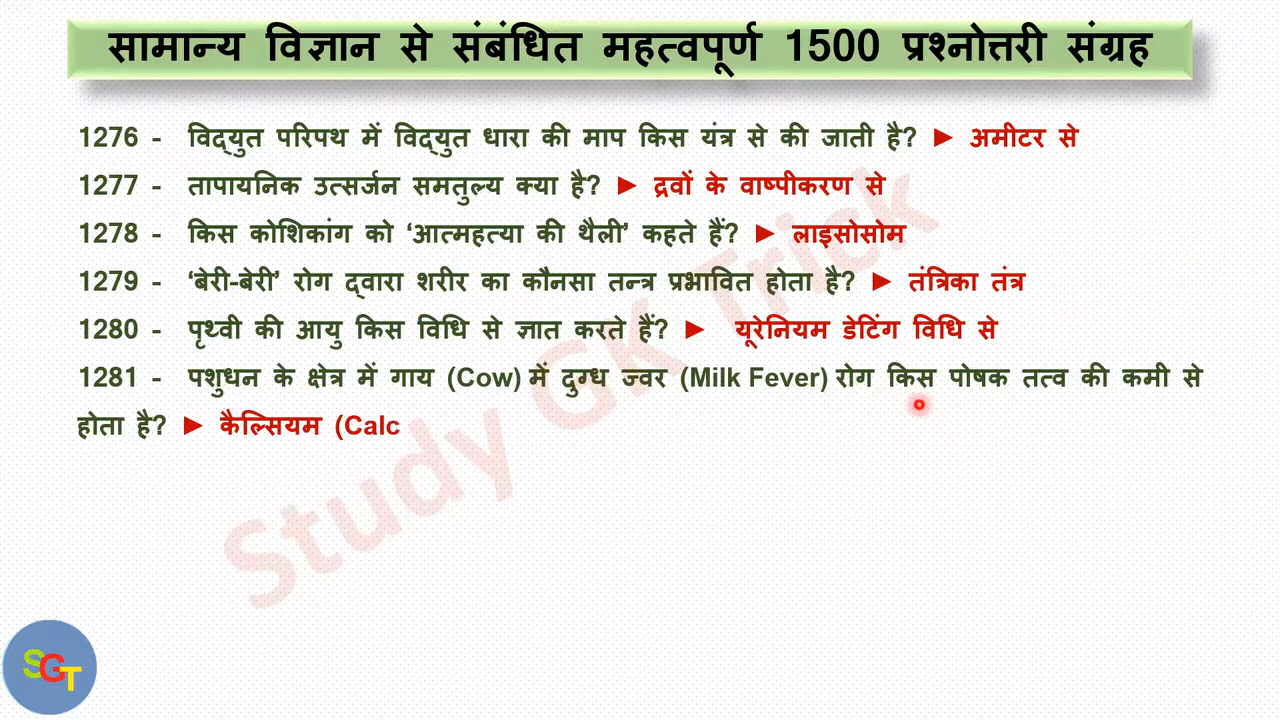 सामान्य विज्ञान से संबंधित महत्वपूर्ण 1500 प्रश्नोत्तरी संग्रह
1276 - विद्युत परिपथ में विद्युत धारा की माप किस यंत्र से की जाती है? ► अमीटर से
1277 - तापायनिक उत्सर्जन समतुल्य क्या है? ► द्रवों के वाष्पीकरण से
1278 - किस कोशिकांग को ‘आत्महत्या की थैली’ कहते हैं? ► लाइसोसोम
1279 - ‘बेरी-बेरी’ रोग द्वारा शरीर का कौनसा तन्त्र प्रभावित होता है? ► तंत्रिका तंत्र
1280 - पृथ्वी की आयु किस विधि से ज्ञात करते हैं? ► यूरेनियम डेटिंग विधि से
1281 - पशुधन के क्षेत्र में गाय (Cow) में दुग्ध ज्वर (Milk Fever) रोग किस पोषक तत्व की कमी से
होता है? ► कैल्सियम (Calc
Study GK Trick
SGT